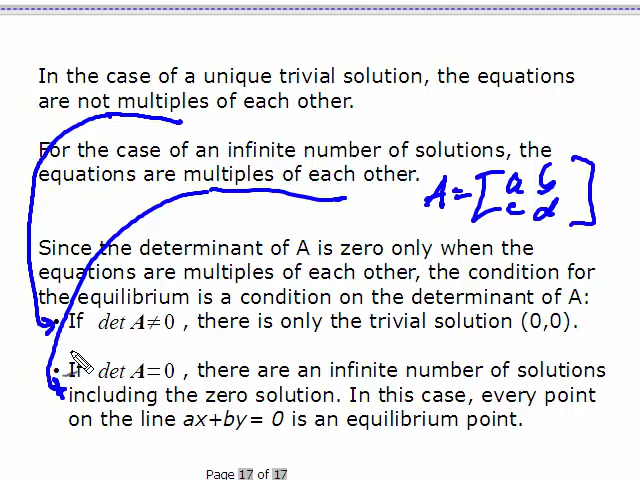 In the case of a unique trivial solution, the equations
are not multiples of each other.
For the case of an infinite number of solutions, the
equations are multiples of each other.
A = [a b
c d]
Since the determinant of A is zero only when the
equations are multiples of each other, the condition for
the equilibrium is a condition on the determinant of A:
• If det A≠0 , there is only the trivial solution (0,0).
• If det A=0 , there are an infinite number of solutions
including the zero solution. In this case, every point
on the line ax+by= 0 is an equilibrium point.
Page 17 of 17